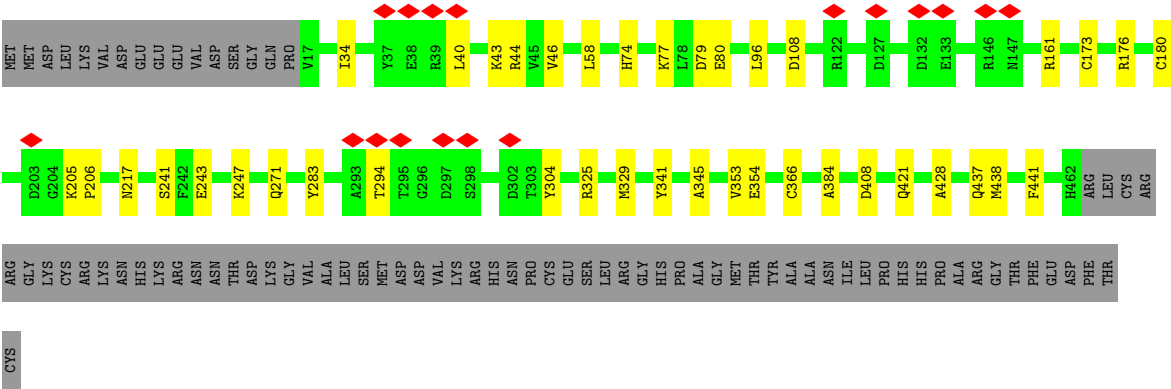 MET MET ASP LEU LYS VAL ASP GLU GLU GLU VAL ASP SER GLY GLN PRO V17 I34 Y37 E38 R39 L40 K43 R44 V45 V46 L58 H74 K77 L78 D79 E80 L96 D108 R122 D127 D132 E133 R146 N147 R161 C173 R176 C180
D203 G204 K205 P206 N217 S241 F242 E243 K247 Q271 Y283 A293 T294 T295 G296 D297 S298 D302 T303 Y304 R325 M329 Y341 A345 V353 E354 C366 A384 D408 Q421 A428 Q437 M438 F441 H462 ARG LEU CYS ARG
ARG GLY LYS CYS ARG LYS ASN HIS LYS ARG ASN ASN THR ASP LYS GLY VAL ALA LEU SER MET ASP ASP VAL LYS ARG HIS ASN PRO CYS GLU SER LEU ARG GLY HIS PRO ALA GLY MET THR TYR ALA ALA ASN ILE LEU PRO HIS HIS PRO ALA ARG GLY THR PHE GLU ASP PHE THR
CYS